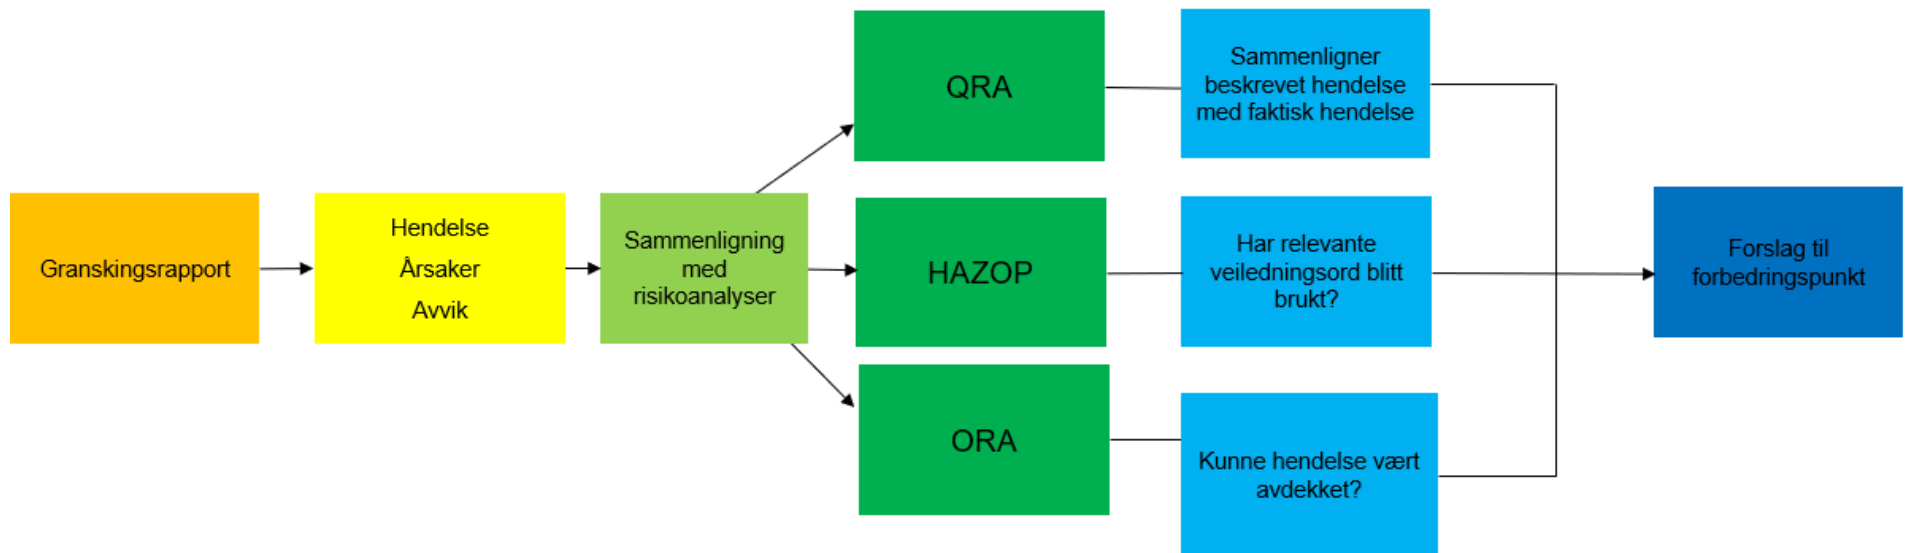 Granskingsrapport
Hendelse
Årsaker
Avvik
Sammenligning
med
risikoanalyser
QRA
HAZOP
ORA
Sammenligner
beskrevet hendelse
med faktisk hendelse
Har relevante
veiledningsord blitt
brukt?
Kunne hendelse vært
avdekket?
Forslag til
forbedringspunkt